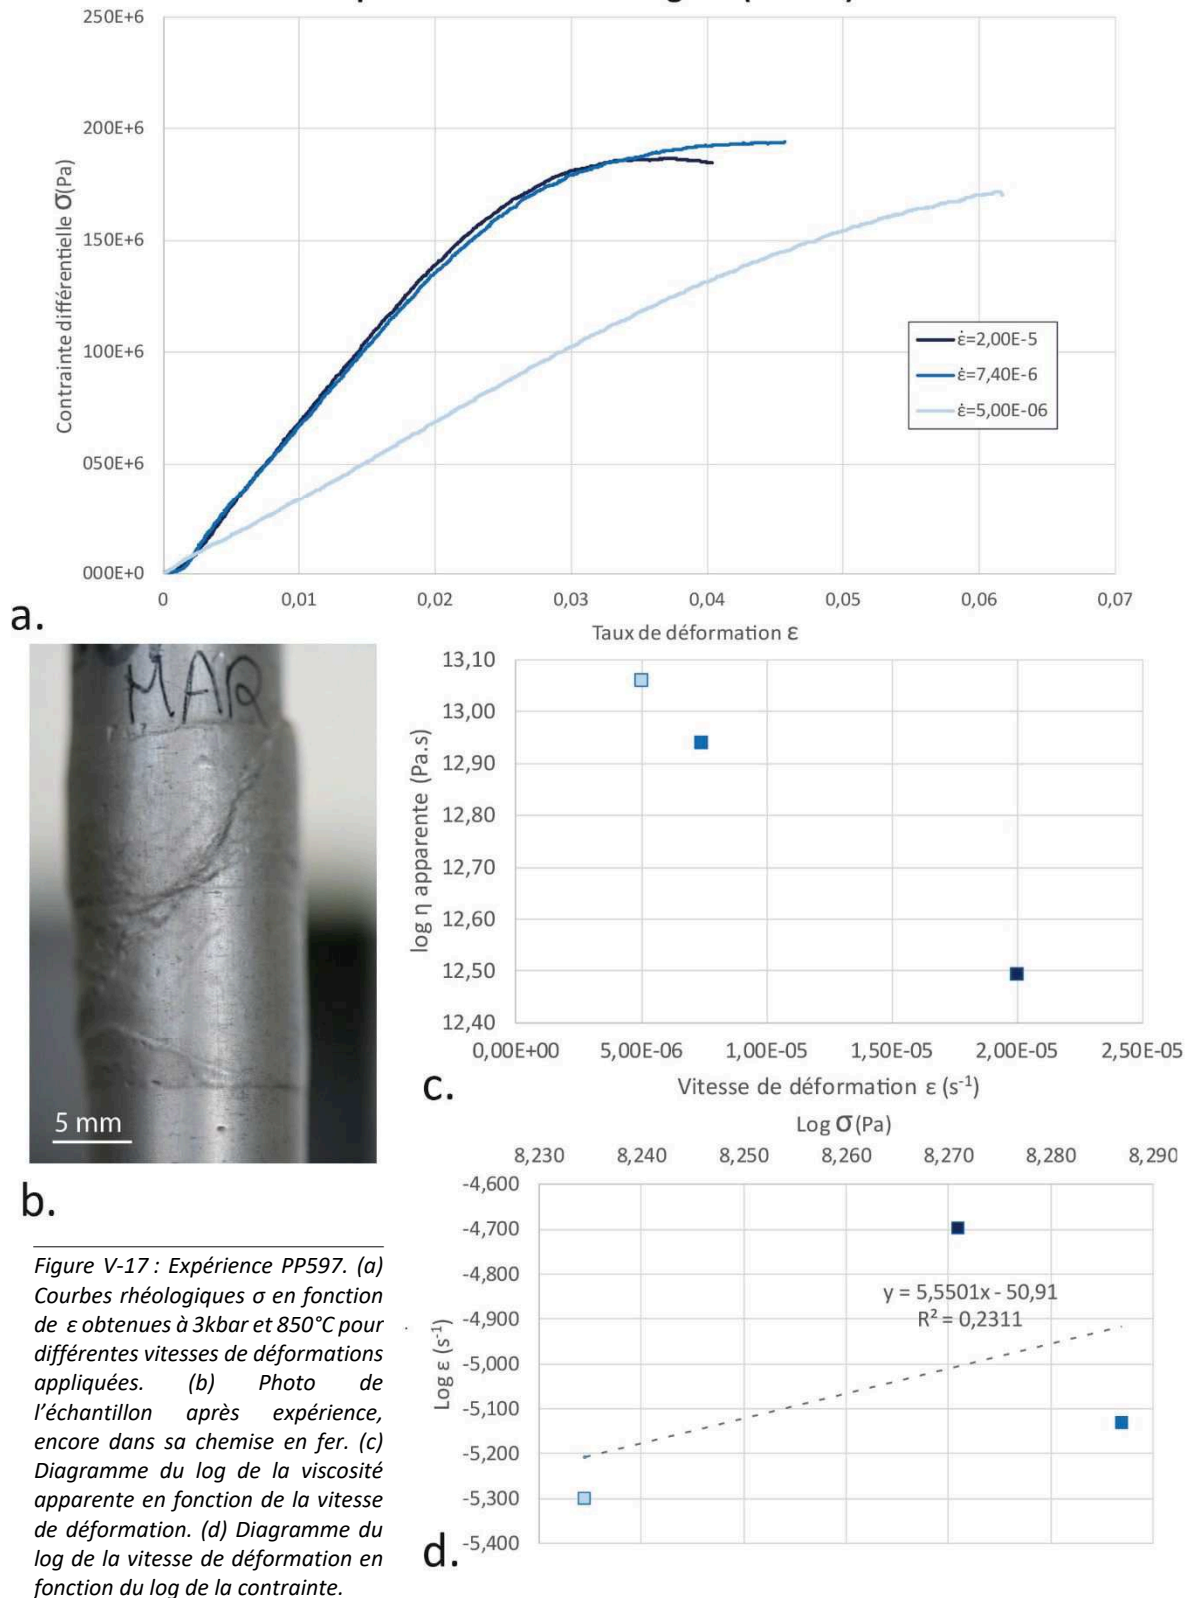 250E+6
200E+6
150E+6
100E+6
050E+6
000E+0
Contrainte différentielle σ(Pa)
ε̇=2,00E-5
ε̇=7,40E-6
ε̇=5,00E-06
0 0,01 0,02 0,03 0,04 0,05 0,06 0,07
Taux de déformation ε
a.
MAR
5 mm
b.
13,10
13,00
12,90
12,80
12,70
12,60
12,50
12,40
log η apparente (Pa.s)
0,00E+00 5,00E-06 1,00E-05 1,50E-05 2,00E-05 2,50E-05
Vitesse de déformation ε (s⁻¹)
c.
Log σ(Pa)
8,230 8,240 8,250 8,260 8,270 8,280 8,290
-4,600
-4,700
-4,800
-4,900
-5,000
-5,100
-5,200
-5,300
-5,400
Log ε (s⁻¹)
y = 5,5501x - 50,91
R² = 0,2311
d.
Figure V-17 : Expérience PP597. (a)
Courbes rhéologiques σ en fonction
de ε obtenues à 3kbar et 850°C pour
différentes vitesses de déformations
appliquées. (b) Photo de
l'échantillon après expérience,
encore dans sa chemise en fer. (c)
Diagramme du log de la viscosité
apparente en fonction de la vitesse
de déformation. (d) Diagramme du
log de la vitesse de déformation en
fonction du log de la contrainte.